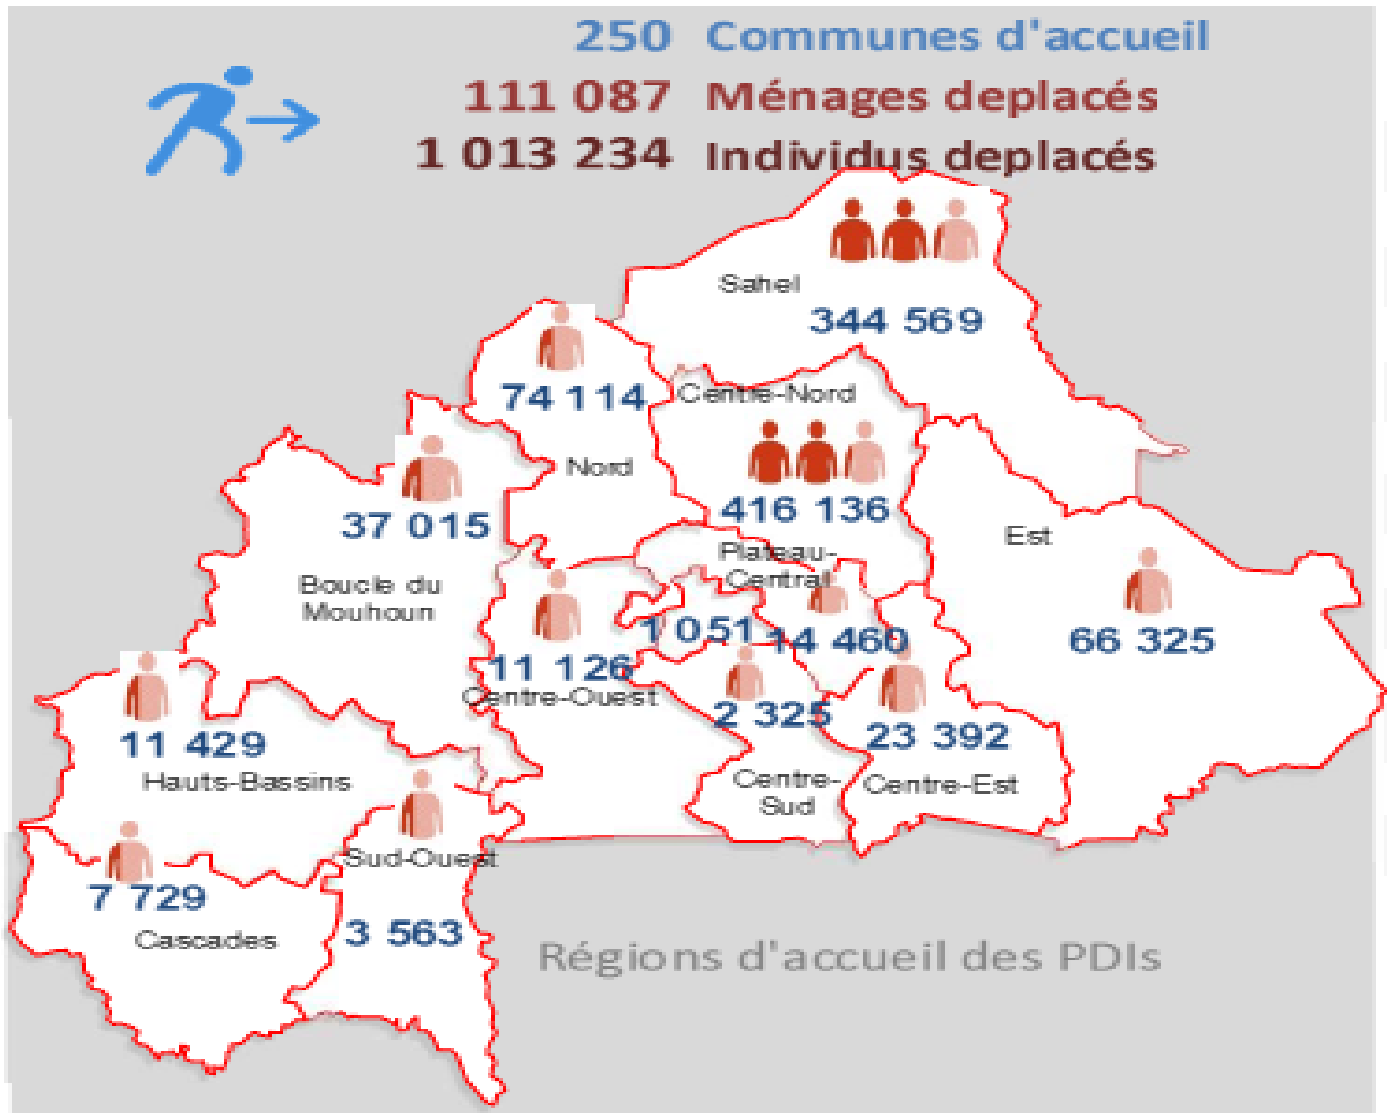 250 Communes d'accueil
111 087 Ménages deplacés
1 013 234 Individus deplacés
Sahel
344 569
74 114
Nord
Centre-Nord
416 136
37 015
Boucle du
Mouhoun
Est
66 325
Plateau-
Central
14 460
1 051
11 126
Centre-Ouest
2 325
Centre-
Sud
23 392
Centre-Est
11 429
Hauts-Bassins
Sud-Ouest
3 563
7 729
Cascades
Régions d'accueil des PDIs